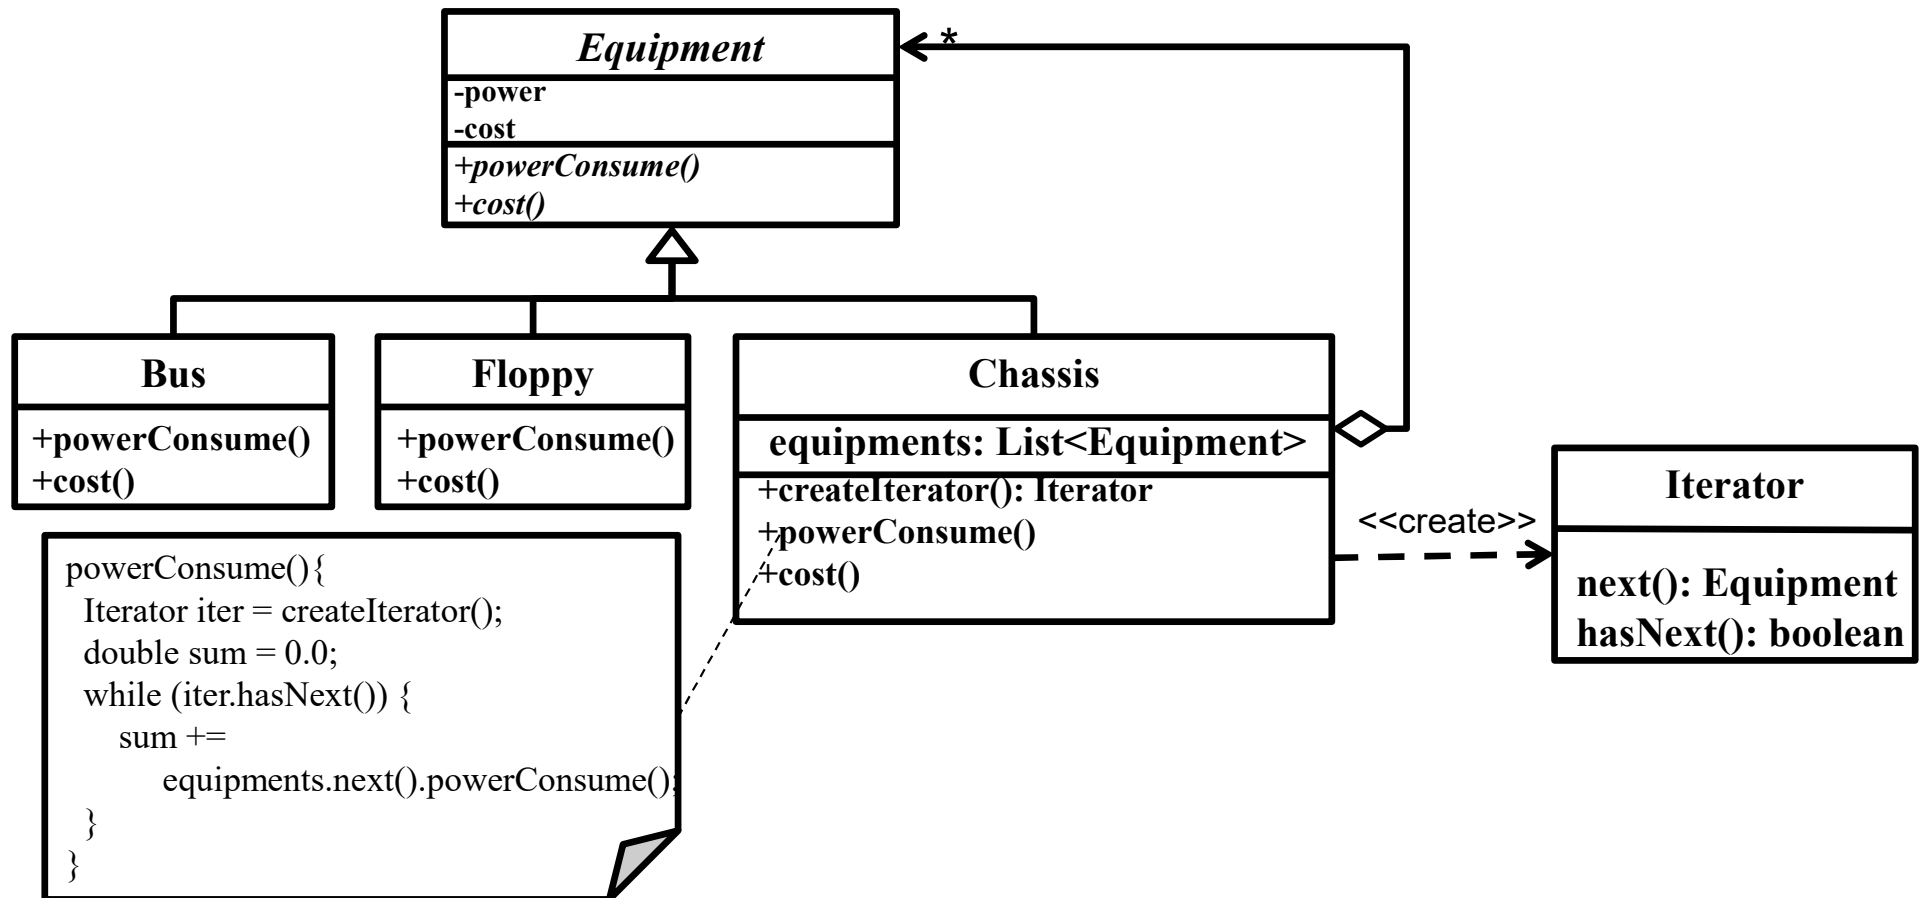 Equipment
*
-power
-cost
+powerConsume()
+cost()
Bus
+powerConsume()
+cost()
Floppy
+powerConsume()
+cost()
Chassis
equipments: List<Equipment>
+createIterator(): Iterator
+powerConsume()
+cost()
<<create>>
Iterator
next(): Equipment
hasNext(): boolean
powerConsume(){
Iterator iter = createIterator();
double sum = 0.0;
while (iter.hasNext()) {
sum +=
equipments.next().powerConsume();
}
}